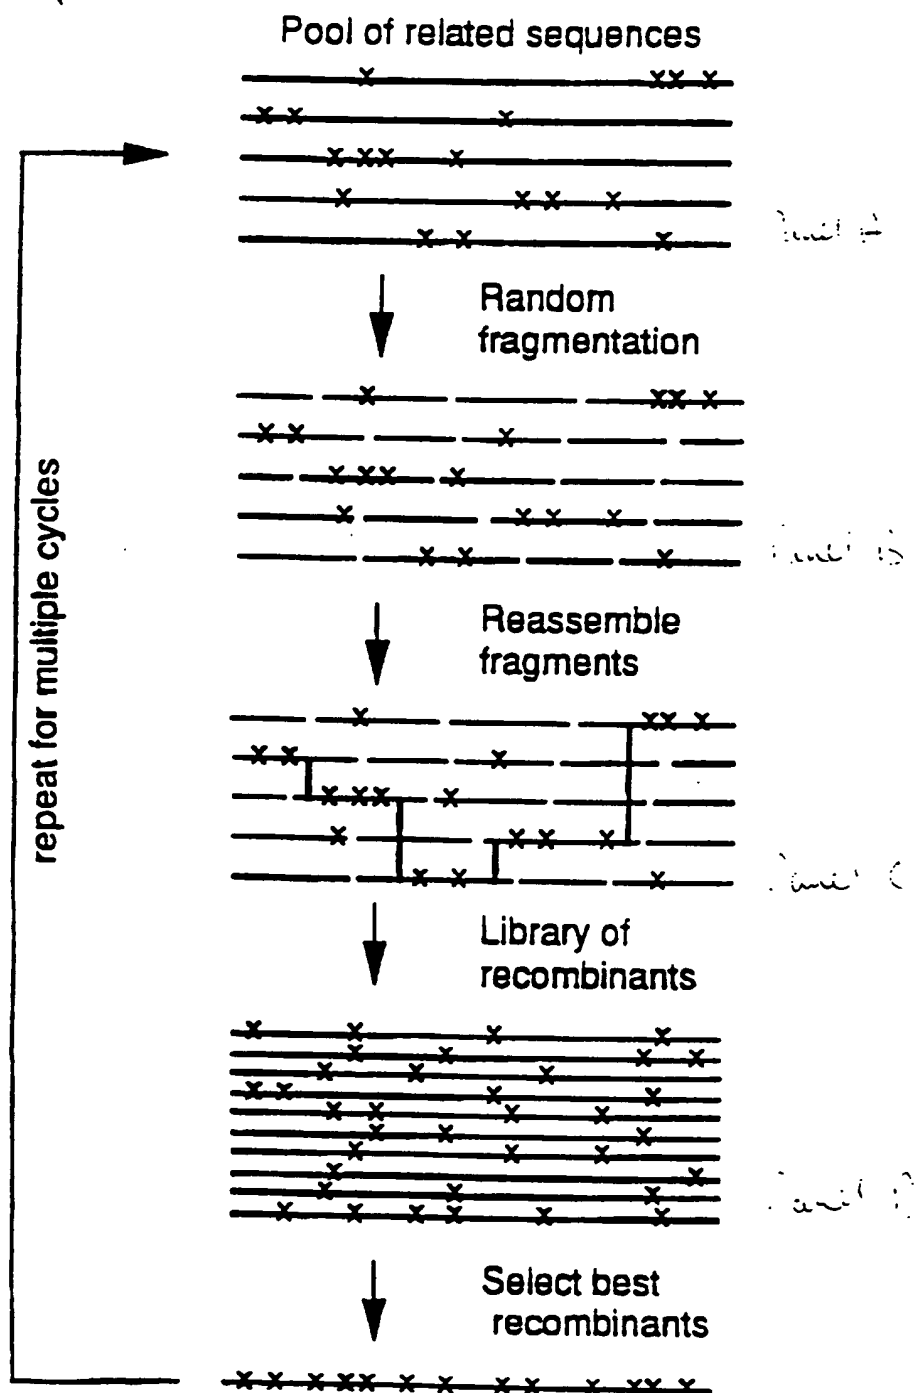 Pool of related sequences
Random
fragmentation
Reassemble
fragments
repeat for multiple cycles
Library of
recombinants
Select best
recombinants